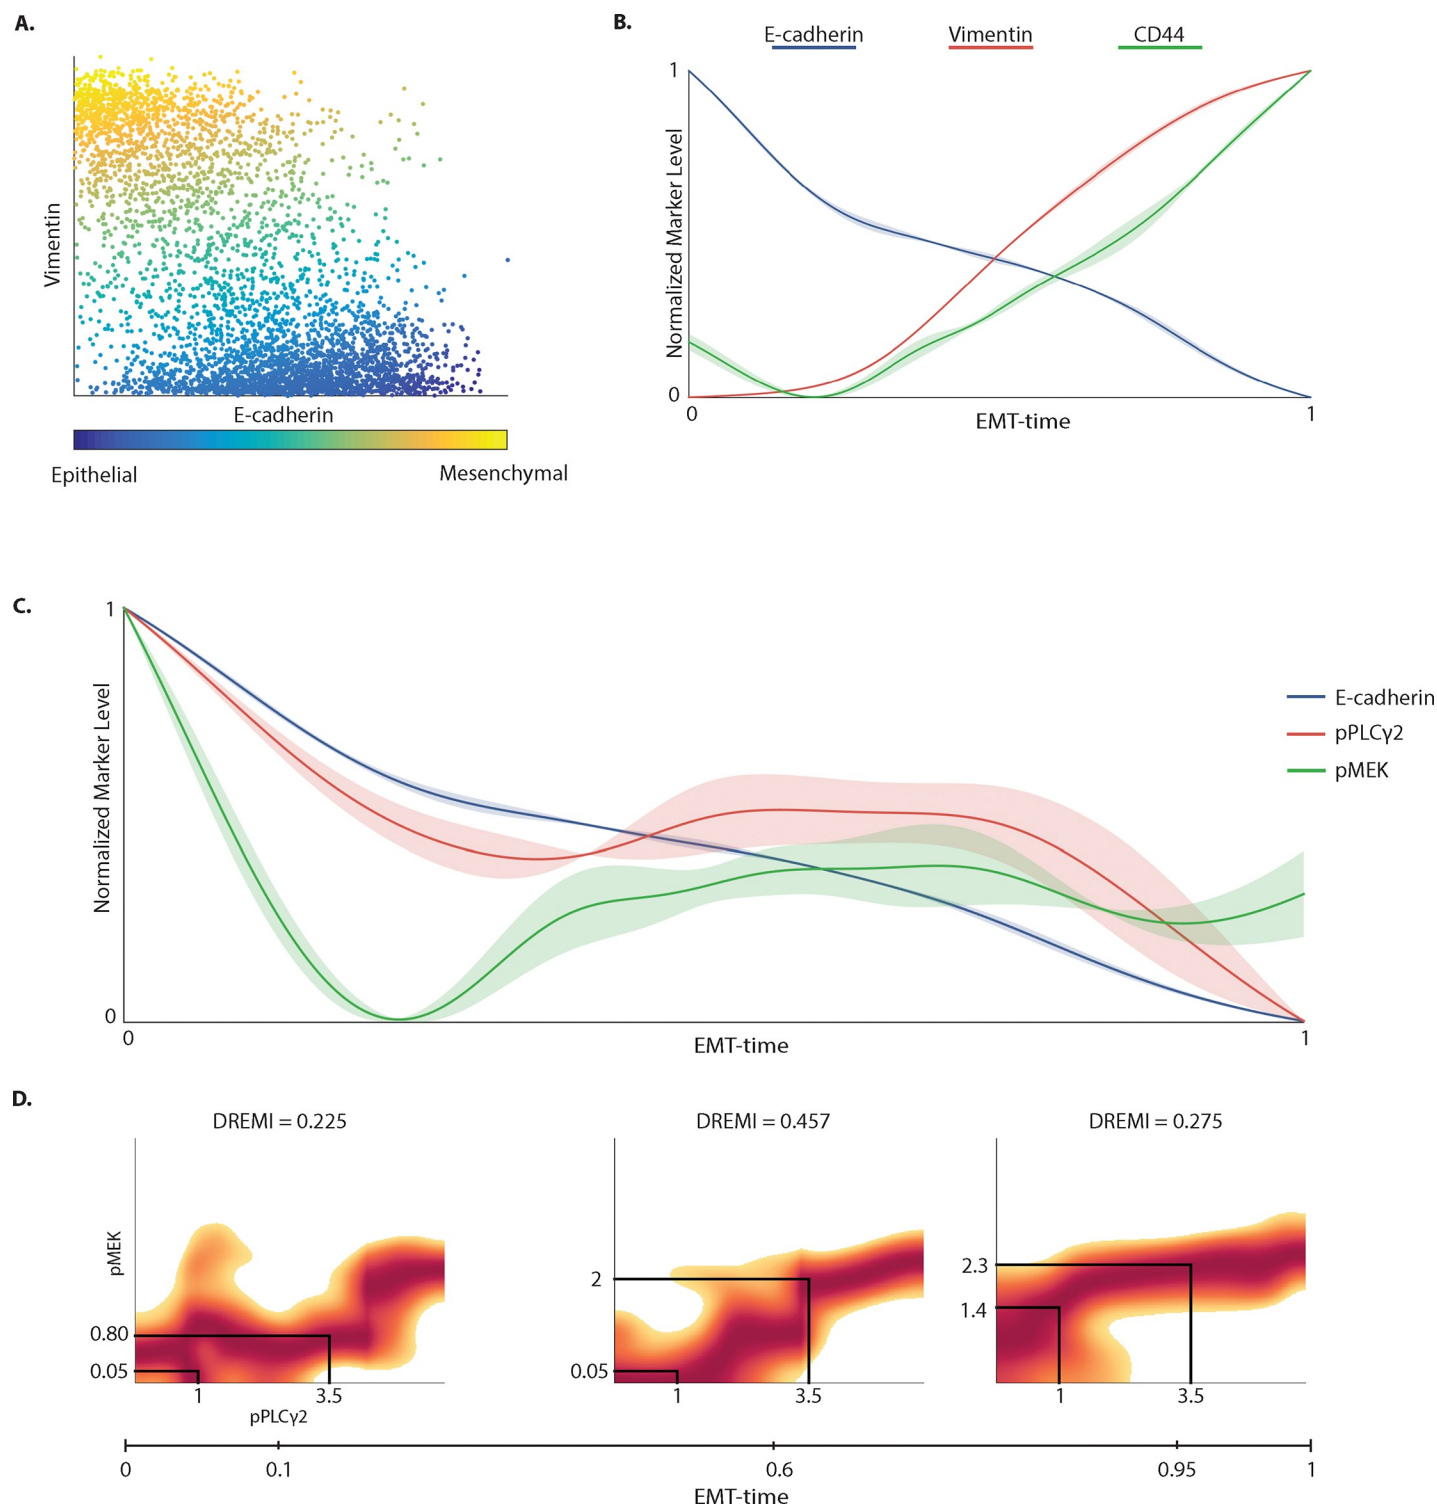 A.
Vimentin
E-cadherin
Epithelial
Mesenchymal
B.
E-cadherin
Vimentin
CD44
1
Normalized Marker Level
0
0
1
EMT-time
C.
1
Normalized Marker Level
0
0
1
EMT-time
E-cadherin
pPLCγ2
pMEK
D.
DREMI = 0.225
pMEK
0.80
0.05
1
3.5
pPLCγ2
DREMI = 0.457
2
0.05
1
3.5
DREMI = 0.275
2.3
1.4
1
3.5
0
0.1
0.6
0.95
1
EMT-time